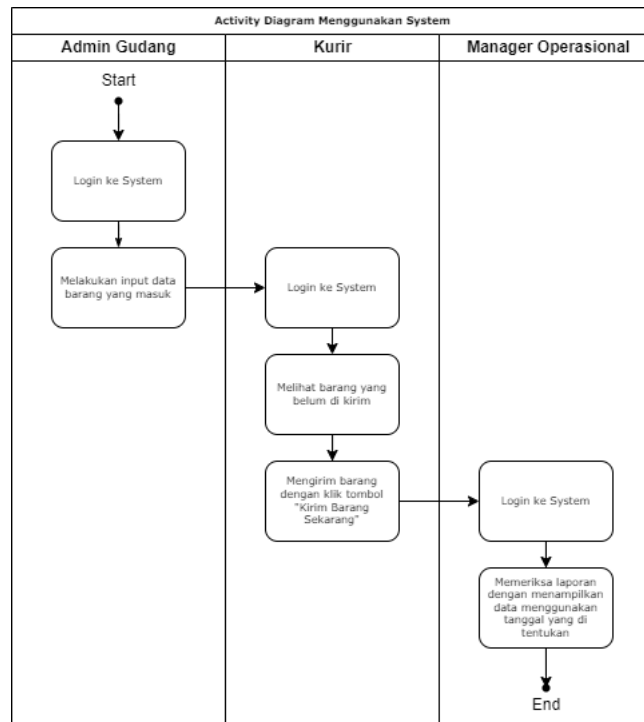 Activity Diagram Menggunakan System
Admin Gudang
Kurir
Manager Operasional
Start
Login ke System
Melakukan input data
barang yang masuk
Login ke System
Melihat barang yang
belum di kirim
Mengirim barang
dengan klik tombol
"Kirim Barang
Sekarang"
Login ke System
Memeriksa laporan
dengan menampilkan
data menggunakan
tanggal yang di
tentukan
End